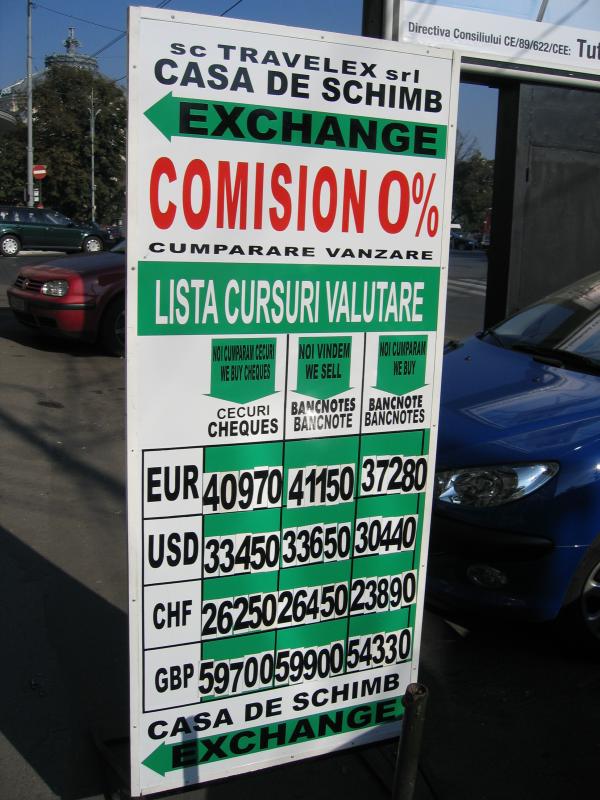 Directiva Consiliului CE/89/622/CEE: Tut
sc TRAVELEX srl
CASA DE SCHIMB
EXCHANGE
COMISION 0%
CUMPARARE VANZARE
LISTA CURSURI VALUTARE
NOI CUMPARAM CECURI NOI VINDEM NOI CUMPARAM
WE BUY CHEQUES WE SELL WE BUY
CECURI BANCNOTES BANCNOTE
CHEQUES BANCNOTE BANCNOTES
EUR 40970 41150 37280
USD 33450 33650 30440
CHF 26250 26450 23890
GBP 59700 59900 54330
CASA DE SCHIMB
EXCHANGE